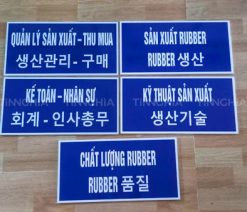 QUẢN LÝ SẢN XUẤT – THU MUA
생산관리 - 구매
SẢN XUẤT RUBBER
RUBBER 생산
KẾ TOÁN – NHÂN SỰ
회계 - 인사총무
KỸ THUẬT SẢN XUẤT
생산기술
CHẤT LƯỢNG RUBBER
RUBBER 품질